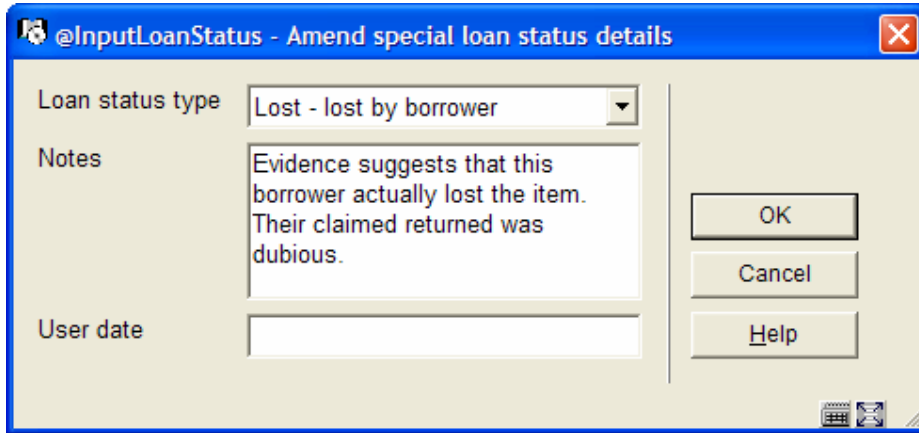 @InputLoanStatus - Amend special loan status details
Loan status type
Lost - lost by borrower
Notes
Evidence suggests that this
borrower actually lost the item.
Their claimed returned was
dubious.
User date
OK
Cancel
Help